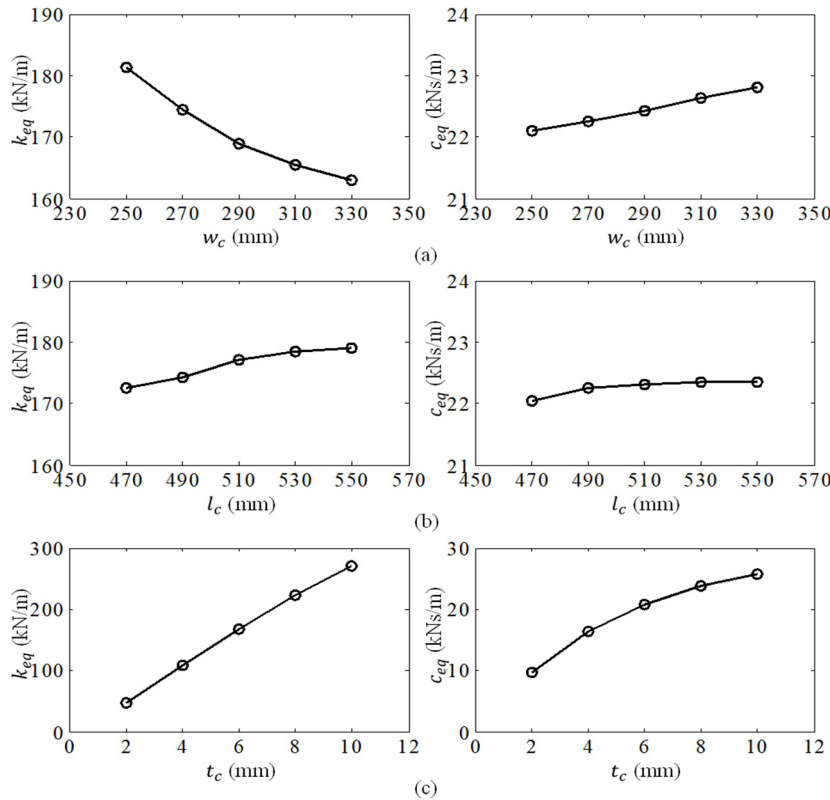 190
180
170
160
k_eq (kN/m)
230 250 270 290 310 330 350
w_c (mm)
24
23
22
21
c_eq (kNs/m)
230 250 270 290 310 330 350
w_c (mm)
(a)
190
180
170
160
k_eq (kN/m)
450 470 490 510 530 550 570
l_c (mm)
24
23
22
21
c_eq (kNs/m)
450 470 490 510 530 550 570
l_c (mm)
(b)
300
200
100
0
k_eq (kN/m)
0 2 4 6 8 10 12
t_c (mm)
30
20
10
0
c_eq (kNs/m)
0 2 4 6 8 10 12
t_c (mm)
(c)